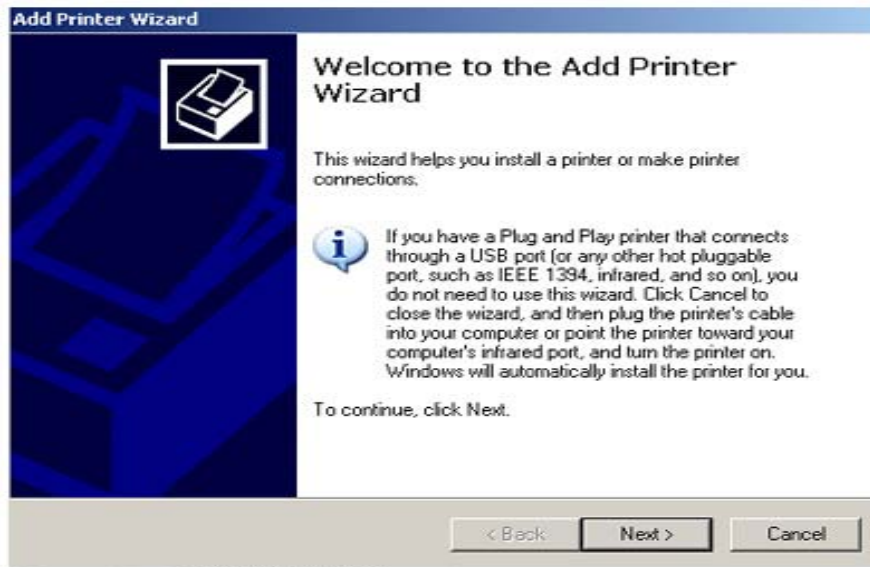 Add Printer Wizard
Welcome to the Add Printer
Wizard
This wizard helps you install a printer or make printer
connections.
If you have a Plug and Play printer that connects
through a USB port (or any other hot pluggable
port, such as IEEE 1394, infrared, and so on), you
do not need to use this wizard. Click Cancel to
close the wizard, and then plug the printer's cable
into your computer or point the printer toward your
computer's infrared port, and turn the printer on.
Windows will automatically install the printer for you.
To continue, click Next.
< Back Next > Cancel